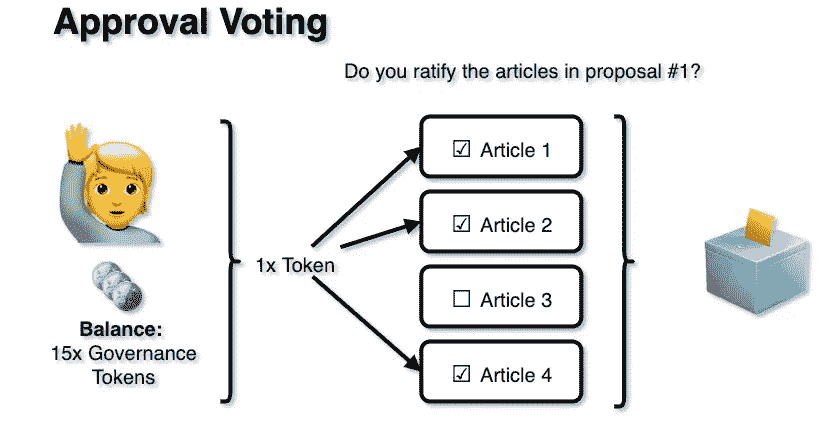 Approval Voting
Do you ratify the articles in proposal #1?
☑ Article 1
☑ Article 2
1x Token
☐ Article 3
☑ Article 4
Balance:
15x Governance
Tokens